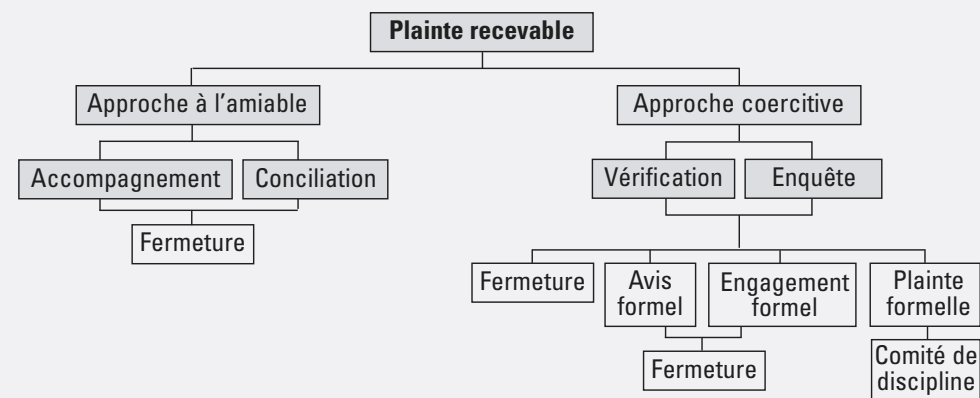 Plainte recevable
Approche à l'amiable
Approche coercitive
Accompagnement
Conciliation
Vérification
Enquête
Fermeture
Fermeture
Avis
formel
Engagement
formel
Plainte
formelle
Fermeture
Comité de
discipline